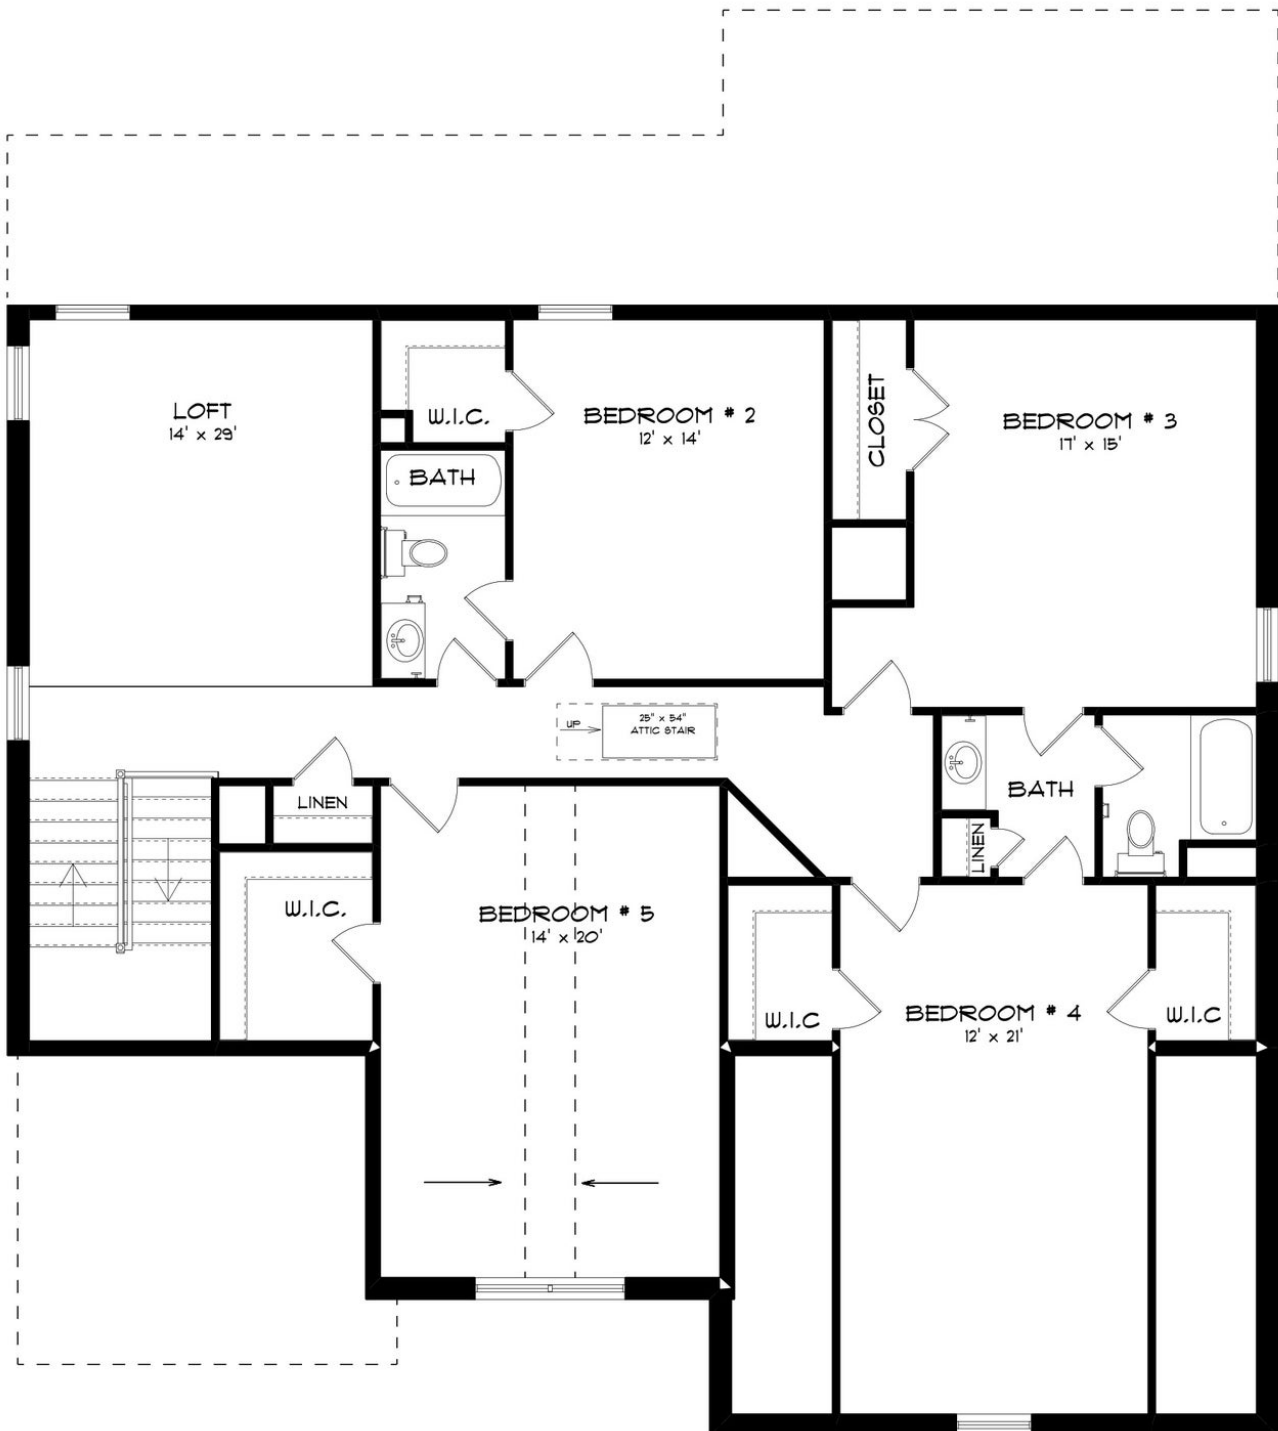 LOFT
14' x 29'
W.I.C.
BEDROOM # 2
12' x 14'
CLOSET
BEDROOM # 3
17' x 15'
BATH
UP
25" x 54"
ATTIC STAIR
LINEN
BATH
LINEN
W.I.C.
BEDROOM # 5
14' x 20'
W.I.C
BEDROOM # 4
12' x 21'
W.I.C